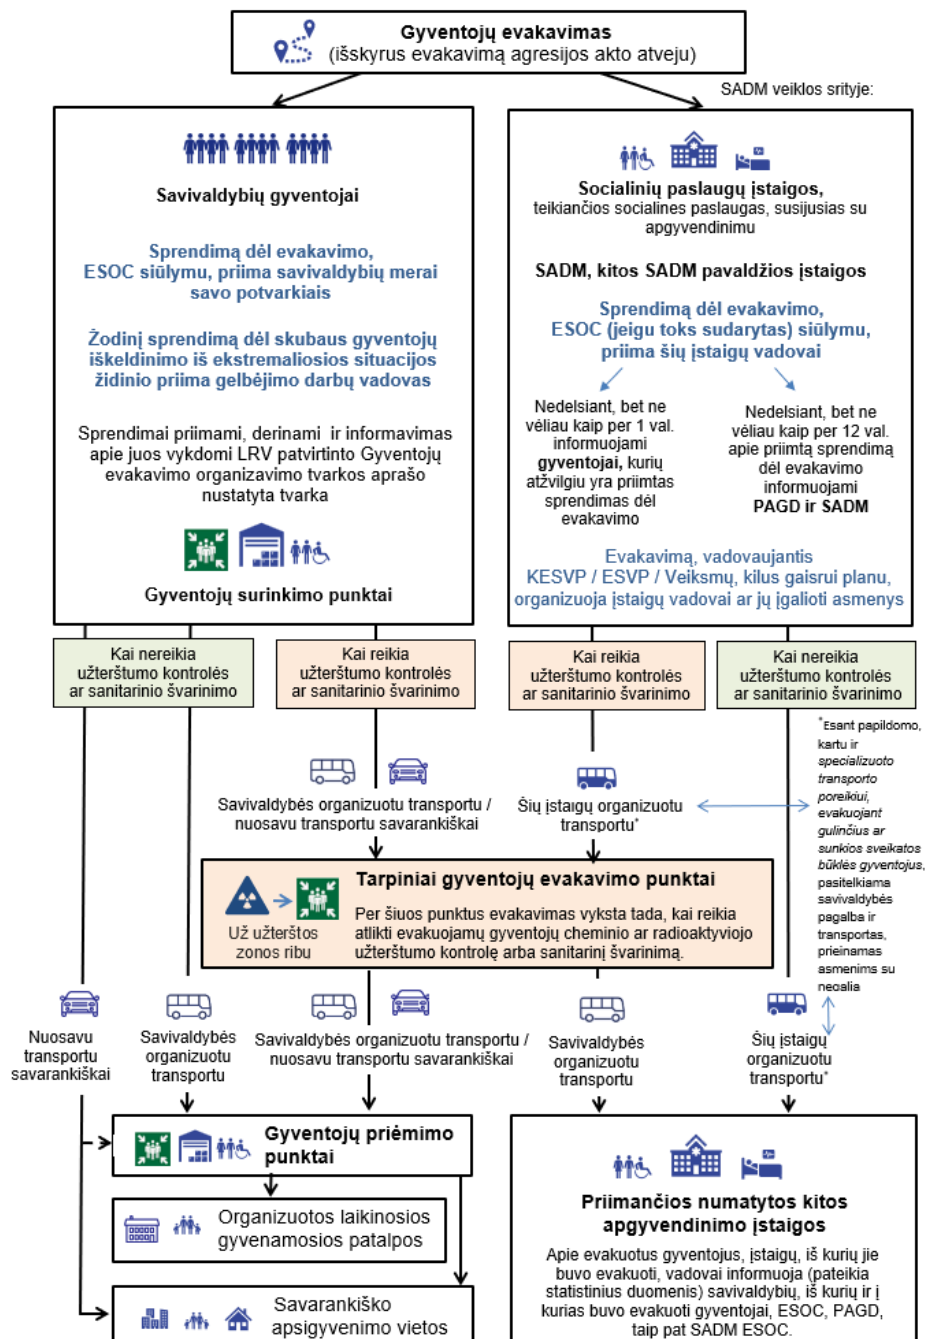 Gyventojų evakavimas
(išskyrus evakavimą agresijos akto atveju)
SADM veiklos srityje:
Savivaldybių gyventojai
Sprendimą dėl evakavimo,
ESOC siūlymu, priima savivaldybių merai
savo potvarkiais
Žodinį sprendimą dėl skubaus gyventojų
iškeldinimo iš ekstremaliosios situacijos
židinio priima gelbėjimo darbų vadovas
Sprendimai priimami, derinami ir informavimas
apie juos vykdomi LRV patvirtinto Gyventojų
evakavimo organizavimo tvarkos aprašo
nustatyta tvarka
Gyventojų surinkimo punktai
Socialinių paslaugų įstaigos,
teikiančios socialines paslaugas, susijusias su
apgyvendinimu
SADM, kitos SADM pavaldžios įstaigos
Sprendimą dėl evakavimo,
ESOC (jeigu toks sudarytas) siūlymu,
priima šių įstaigų vadovai
Nedelsiant, bet ne
vėliau kaip per 1 val.
informuojami
gyventojai, kurių
atžvilgiu yra priimtas
sprendimas dėl
evakavimo
Nedelsiant, bet ne
vėliau kaip per 12 val.
apie priimtą sprendimą
dėl evakavimo
informuojami
PAGD ir SADM
Evakavimą, vadovaujantis
KESVP / ESVP / Veiksmų, kilus gaisrui planu,
organizuoja įstaigų vadovai ar jų įgalioti asmenys
Kai nereikia
užterštumo kontrolės
ar sanitarinio švarinimo
Kai reikia
užterštumo kontrolės
ar sanitarinio švarinimo
Kai reikia
užterštumo kontrolės
ar sanitarinio švarinimo
Kai nereikia
užterštumo kontrolės
ar sanitarinio švarinimo
Savivaldybės organizuotu transportu /
nuosavu transportu savarankiškai
Šių įstaigų organizuotu
transportu*
*Esant papildomo,
kartu ir
specializuoto
transporto
poreikiui,
evakuojant
gulinčius ar
sunkios sveikatos
būklės gyventojus,
pasitelkiama
savivaldybės
pagalba ir
transportas,
prieinamas
asmenims su
negalia
Tarpiniai gyventojų evakavimo punktai
Už užterštos
zonos ribų
Per šiuos punktus evakavimas vyksta tada, kai reikia
atlikti evakuojamų gyventojų cheminio ar radioaktyviojo
užterštumo kontrolę arba sanitarinį švarinimą.
Nuosavu
transportu
savarankiškai
Savivaldybės
organizuotu
transportu
Savivaldybės organizuotu transportu /
nuosavu transportu savarankiškai
Savivaldybės
organizuotu
transportu
Šių įstaigų
organizuotu
transportu*
Gyventojų priėmimo
punktai
Organizuotos laikinosios
gyvenamosios patalpos
Savarankiško
apsigyvenimo vietos
Priimančios numatytos kitos
apgyvendinimo įstaigos
Apie evakuotus gyventojus, įstaigų, iš kurių jie
buvo evakuoti, vadovai informuoja (pateikia
statistinius duomenis) savivaldybių, iš kurių ir į
kurias buvo evakuoti gyventojai, ESOC, PAGD,
taip pat SADM ESOC.